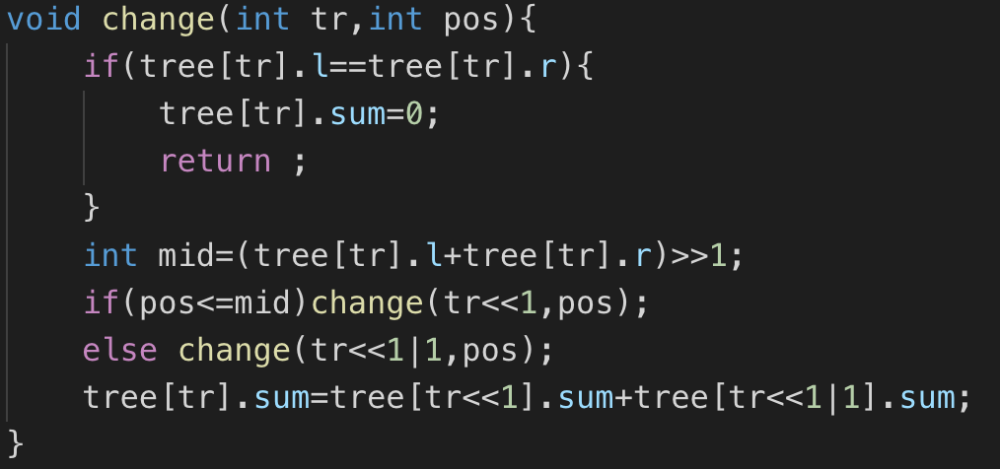 void change(int tr,int pos){
    if(tree[tr].l==tree[tr].r){
        tree[tr].sum=0;
        return ;
    }
    int mid=(tree[tr].l+tree[tr].r)>>1;
    if(pos<=mid)change(tr<<1,pos);
    else change(tr<<1|1,pos);
    tree[tr].sum=tree[tr<<1].sum+tree[tr<<1|1].sum;
}